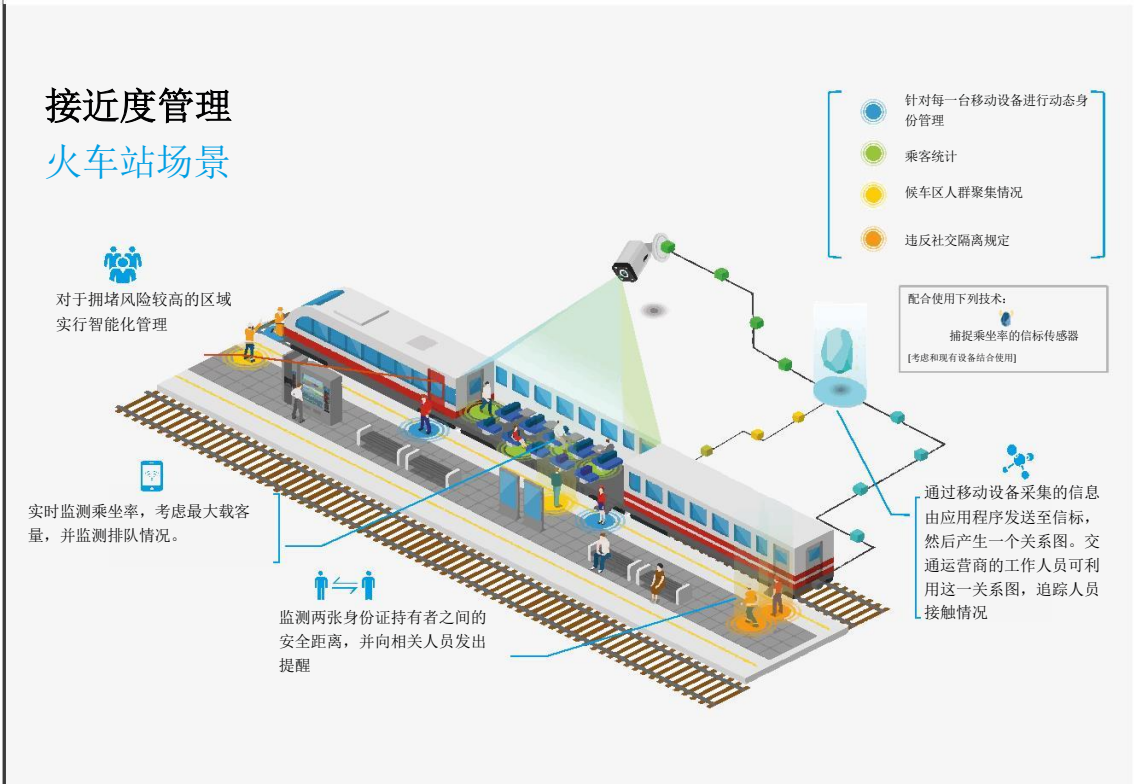 接近度管理
火车站场景
针对每一台移动设备进行动态身
份管理
乘客统计
候车区人群聚集情况
违反社交隔离规定
配合使用下列技术：
捕捉乘坐率的信标传感器
[考虑和现有设备结合使用]
对于拥堵风险较高的区域
实行智能化管理
实时监测乘坐率，考虑最大载客
量，并监测排队情况。
监测两张身份证持有者之间的
安全距离，并向相关人员发出
提醒
通过移动设备采集的信息
由应用程序发送至信标，
然后产生一个关系图。交
通运营商的工作人员可利
用这一关系图，追踪人员
接触情况